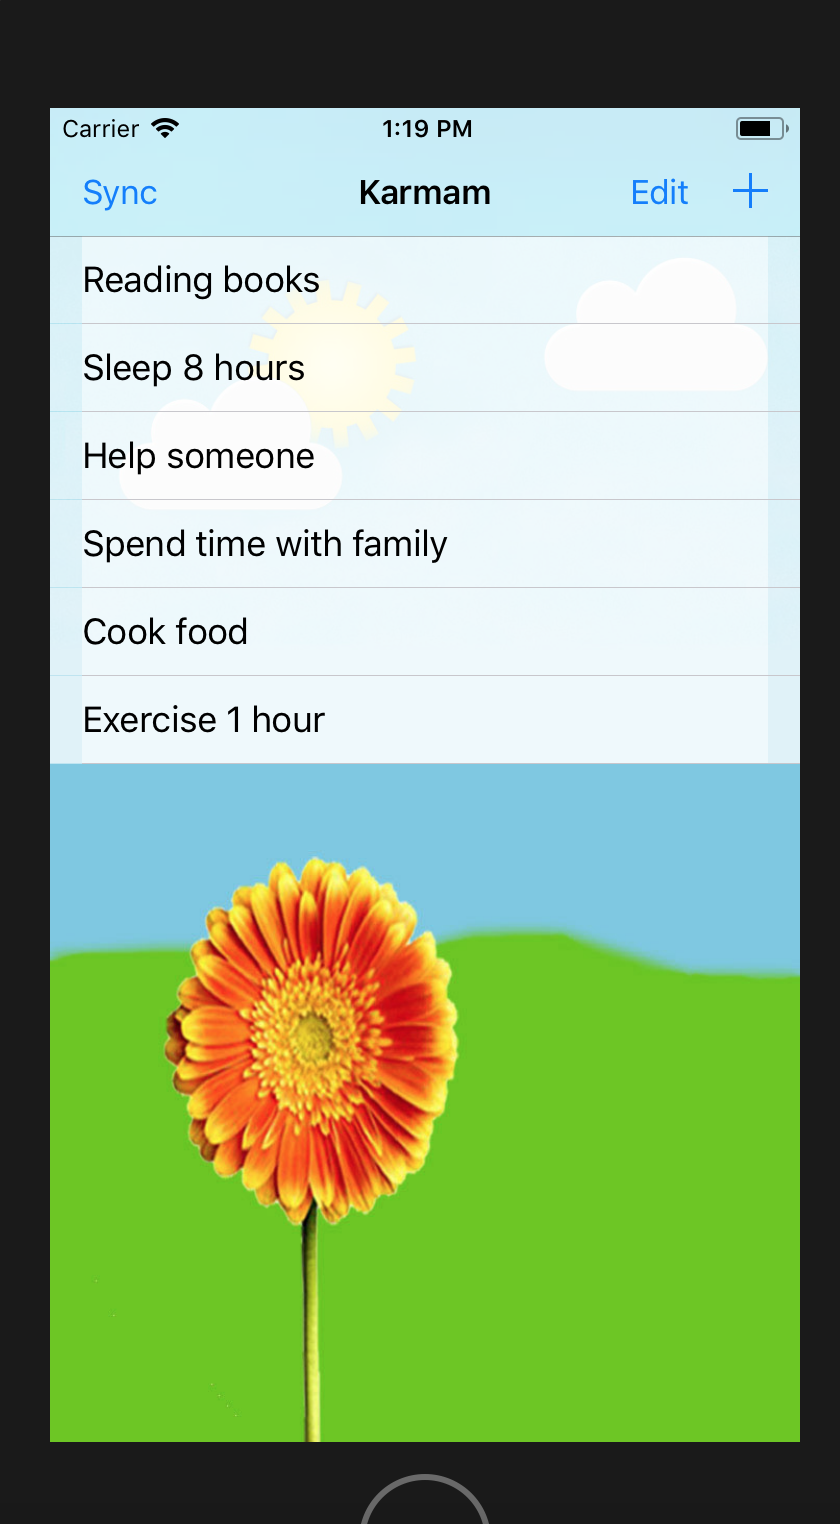 Carrier 1:19 PM
Sync Karmam Edit
Reading books
Sleep 8 hours
Help someone
Spend time with family
Cook food
Exercise 1 hour